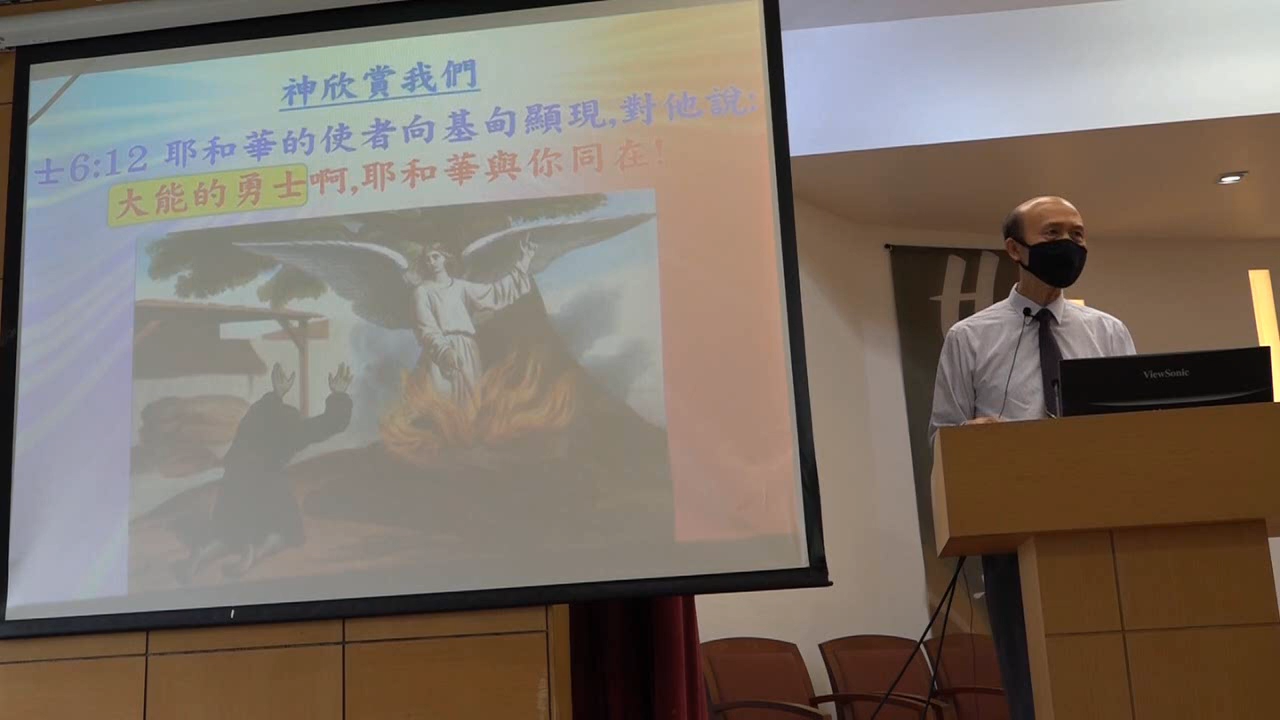 神欣賞我們
士6:12 耶和華的使者向基甸顯現,對他說:
大能的勇士啊,耶和華與你同在!
H
ViewSonic